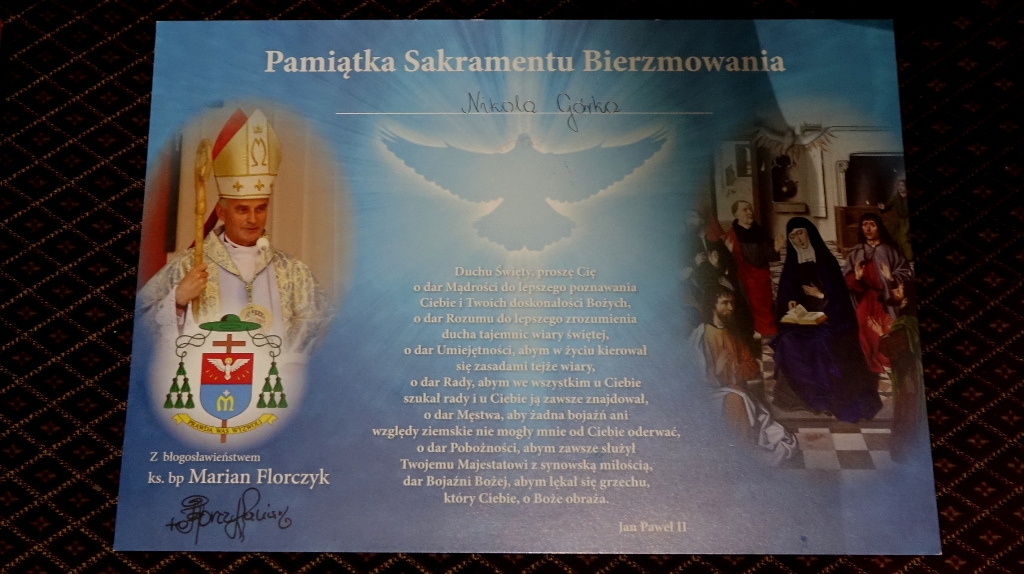 Pamiątka Sakramentu Bierzmowania
Nikola Górka
Duchu Święty, proszę Cię
o dar Mądrości do lepszego poznawania
Ciebie i Twoich doskonałości Bożych,
o dar Rozumu do lepszego zrozumienia
ducha tajemnic wiary świętej,
o dar Umiejętności, abym w życiu kierował
się zasadami tejże wiary,
o dar Rady, abym we wszystkim u Ciebie
szukał rady i u Ciebie ją zawsze znajdował,
o dar Męstwa, aby żadna bojaźń ani
względy ziemskie nie mogły mnie od Ciebie oderwać,
o dar Pobożności, abym zawsze służył
Twojemu Majestatowi z synowską miłością,
dar Bojaźni Bożej, abym lękał się grzechu,
który Ciebie, o Boże obraża.
Jan Paweł II
PRAWDA WAS WYZWOLI
Z błogosławieństwem
ks. bp Marian Florczyk